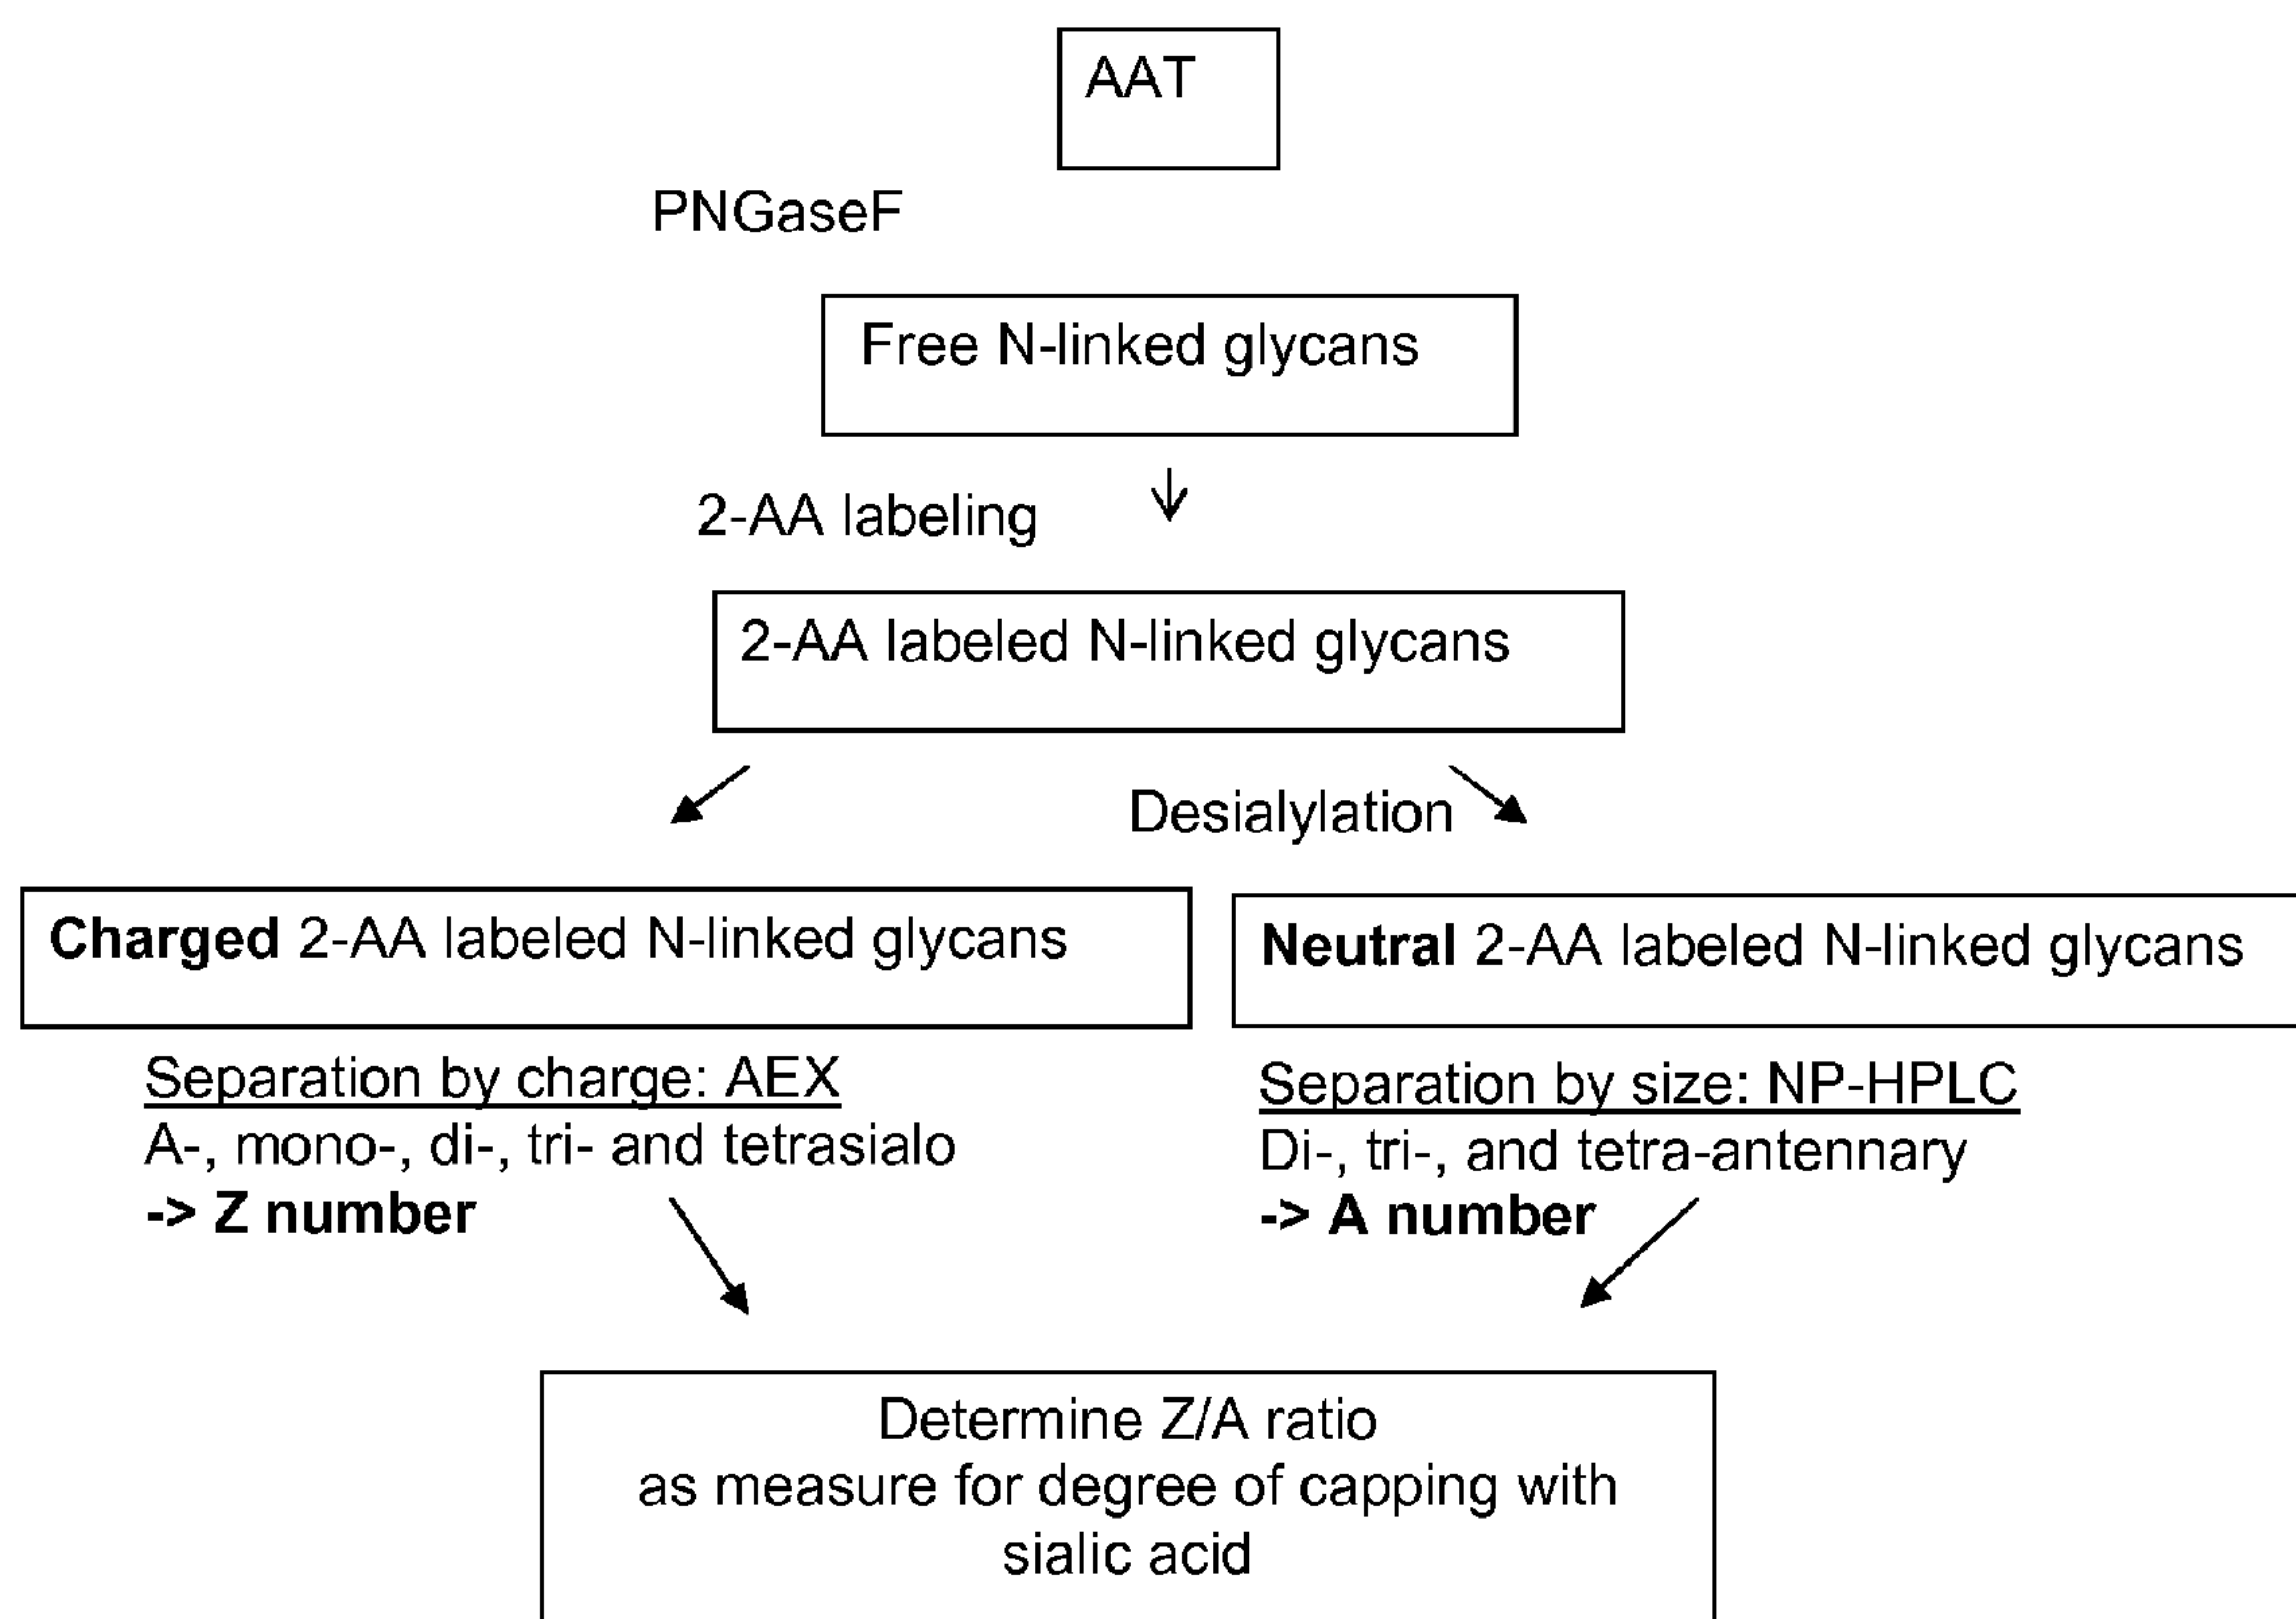 AAT
PNGaseF
Free N-linked glycans
2-AA labeling
2-AA labeled N-linked glycans
Desialylation
Charged 2-AA labeled N-linked glycans
Separation by charge: AEX
A-, mono-, di-, tri- and tetrasialo
-> Z number
Neutral 2-AA labeled N-linked glycans
Separation by size: NP-HPLC
Di-, tri-, and tetra-antennary
-> A number
Determine Z/A ratio
as measure for degree of capping with
sialic acid